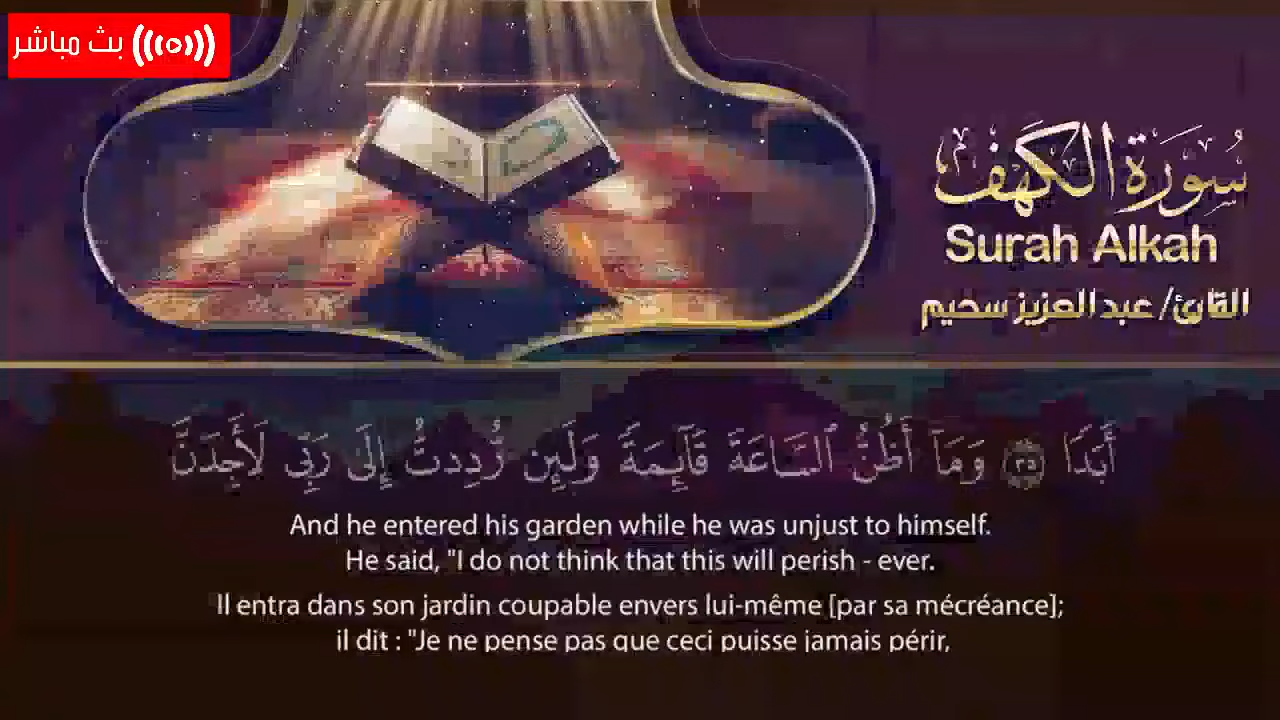 بث مباشر
سُورَة الكَهف
Surah Alkah
القارئ/ عبد العزيز سحيم
أَبَدًا ٣٥ وَمَآ أَظُنُّ ٱلسَّاعَةَ قَآئِمَةً وَلَئِن رُّدِدتُّ إِلَىٰ رَبِّي لَأَجِدَنَّ
And he entered his garden while he was unjust to himself.
He said, "I do not think that this will perish - ever.
Il entra dans son jardin coupable envers lui-même [par sa mécréance];
il dit : "Je ne pense pas que ceci puisse jamais périr,